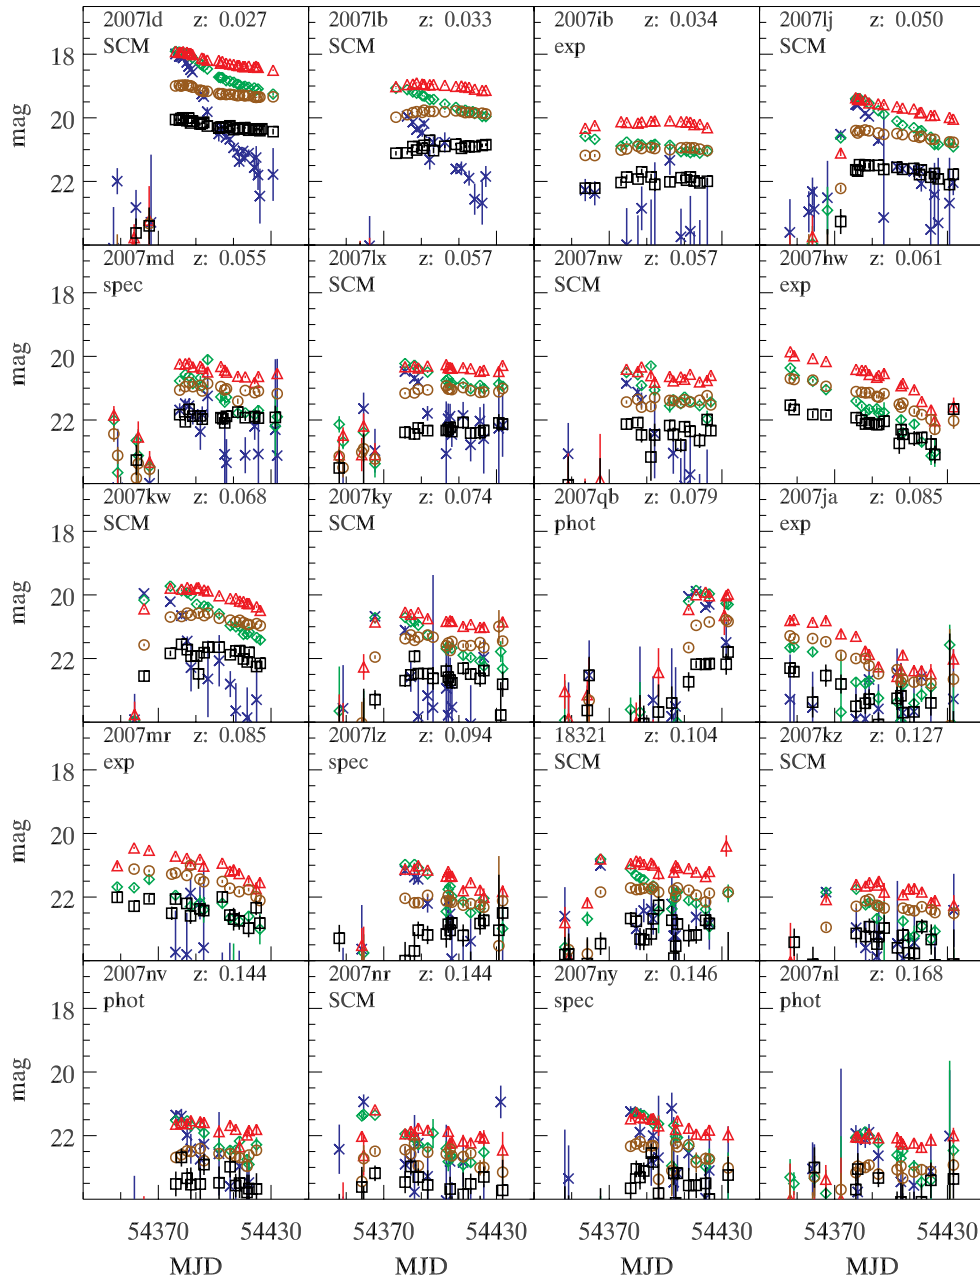 2007ld z: 0.027 2007lb z: 0.033 2007ib z: 0.034 2007lj z: 0.050
SCM SCM exp SCM
18
20
22
mag
2007md z: 0.055 2007lx z: 0.057 2007nw z: 0.057 2007hw z: 0.061
spec SCM SCM exp
18
20
22
mag
2007kw z: 0.068 2007ky z: 0.074 2007qb z: 0.079 2007ja z: 0.085
SCM SCM phot exp
18
20
22
mag
2007mr z: 0.085 2007lz z: 0.094 18321 z: 0.104 2007kz z: 0.127
exp spec SCM SCM
18
20
22
mag
2007nv z: 0.144 2007nr z: 0.144 2007ny z: 0.146 2007nl z: 0.168
phot SCM spec phot
18
20
22
mag
54370 54430 54370 54430 54370 54430 54370 54430
MJD MJD MJD MJD